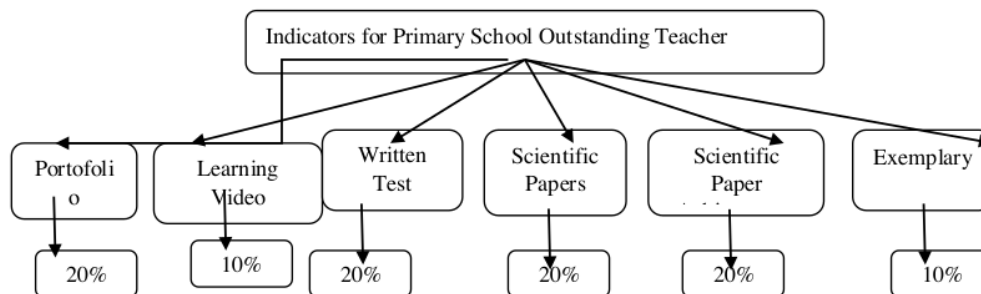 Indicators for Primary School Outstanding Teacher
Portofoli
o
Learning
Video
Written
Test
Scientific
Papers
Scientific
Paper
Exemplary
20%
10%
20%
20%
20%
10%